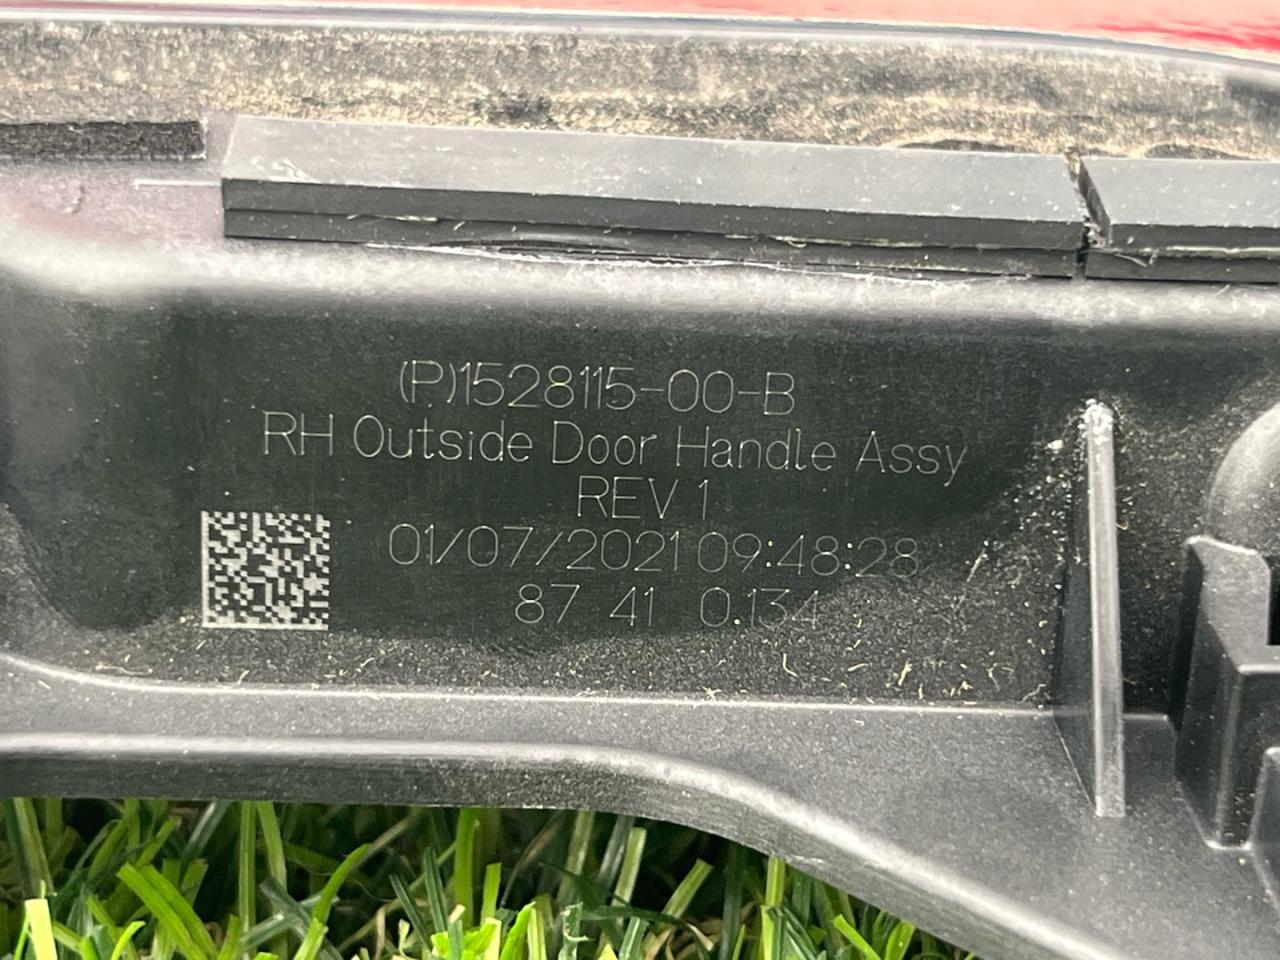 (P)1528115-00-B
RH Outside Door Handle Assy
REV 1
01/07/2021 09:48:28
87 41 0.134